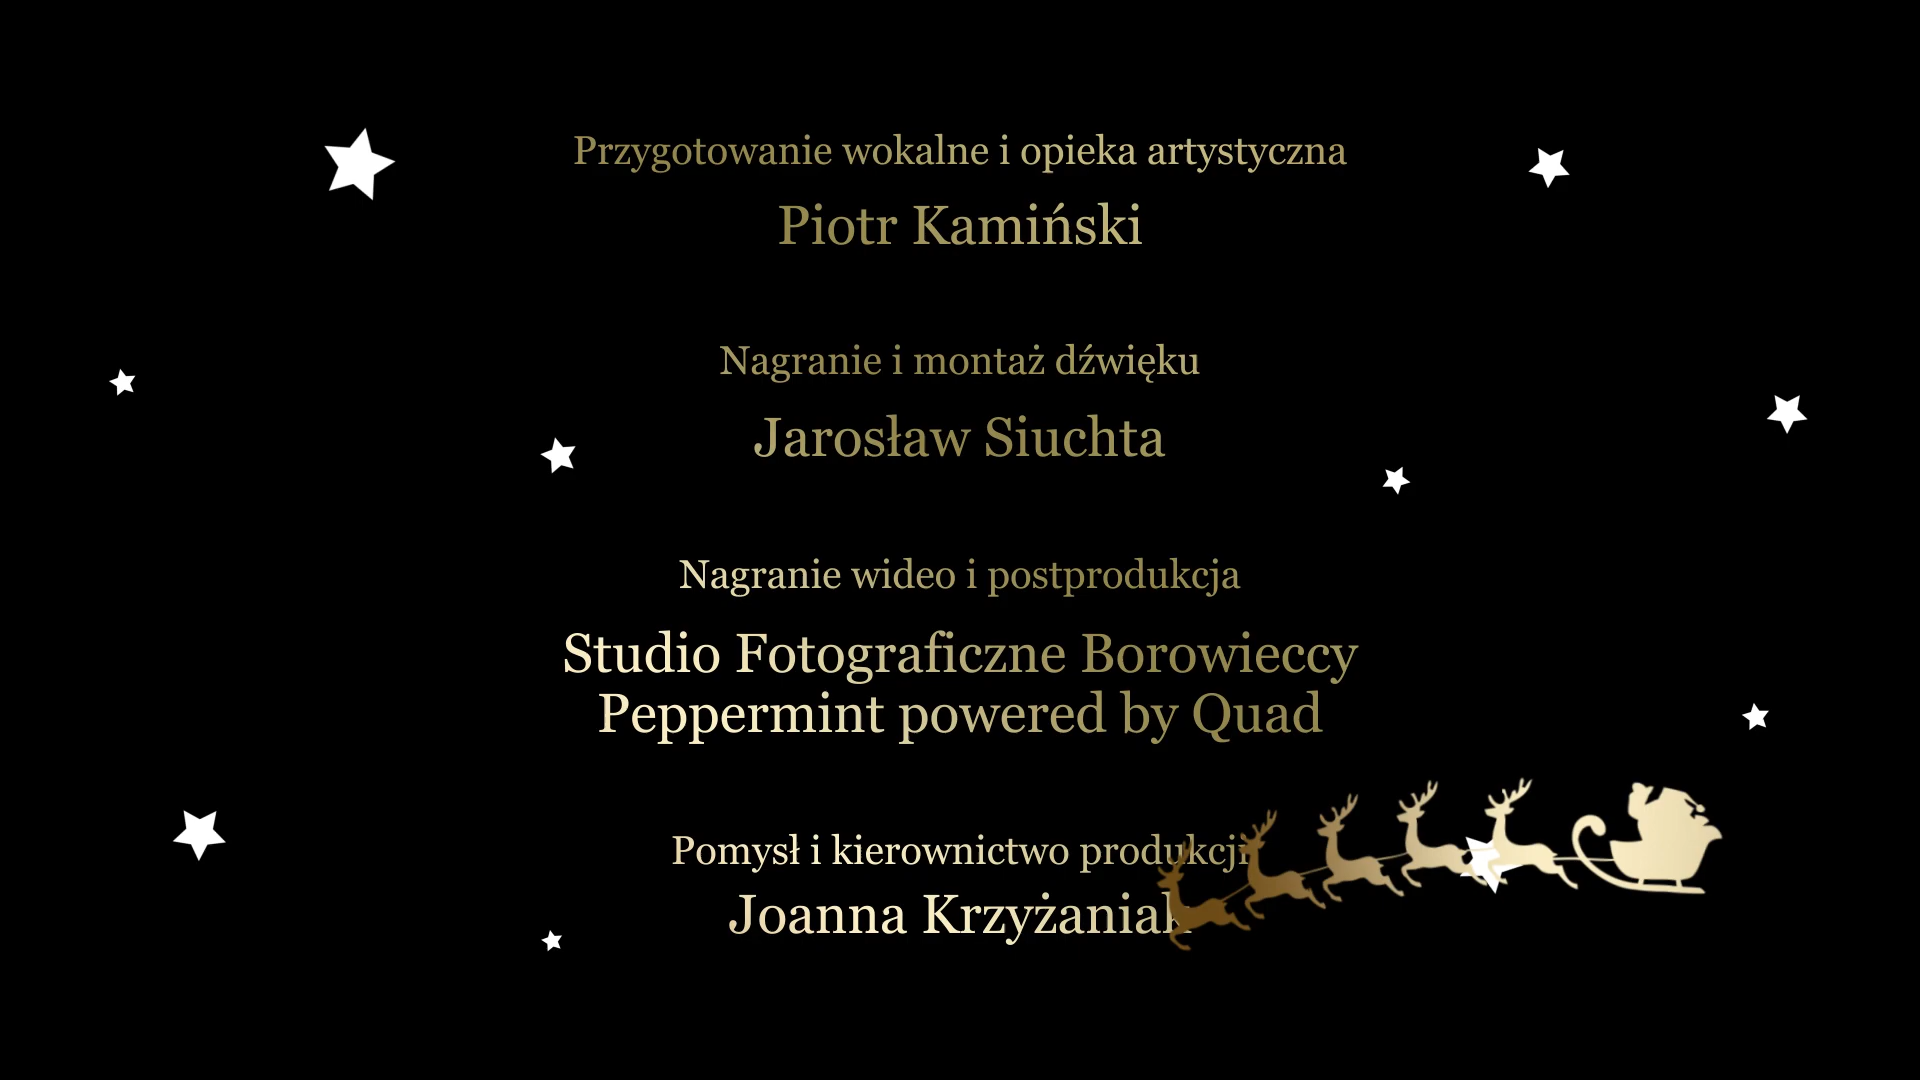 Przygotowanie wokalne i opieka artystyczna
Piotr Kamiński
Nagranie i montaż dźwięku
Jarosław Siuchta
Nagranie wideo i postprodukcja
Studio Fotograficzne Borowieccy
Peppermint powered by Quad
Pomysł i kierownictwo produkcji
Joanna Krzyżaniak